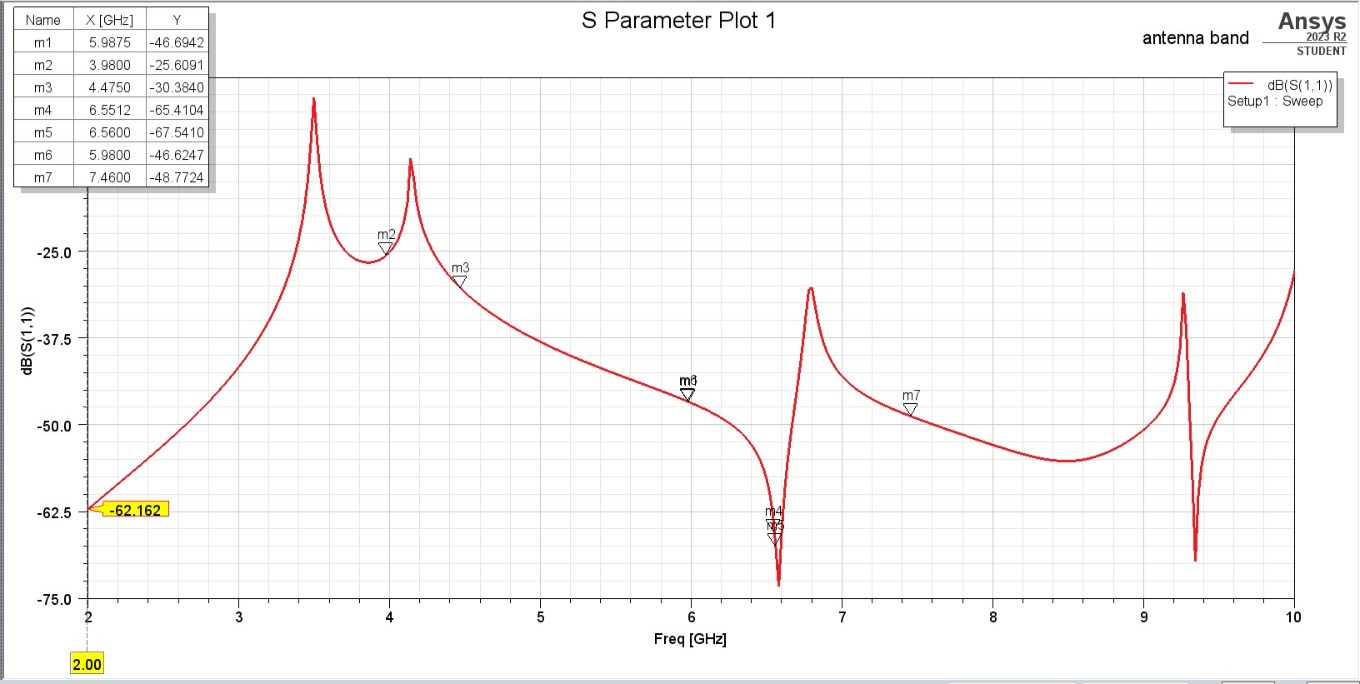 S Parameter Plot 1
Ansys
2023 R2
STUDENT
antenna band
Name X [GHz] Y
m1 5.9875 -46.6942
m2 3.9800 -25.6091
m3 4.4750 -30.3840
m4 6.5512 -65.4104
m5 6.5600 -67.5410
m6 5.9800 -46.6247
m7 7.4600 -48.7724
dB(S(1,1))
Setup1 : Sweep
dB(S(1,1))
-25.0
-37.5
-50.0
-62.5
-75.0
m2
m3
m7
m4
-62.162
2 3 4 5 6 7 8 9 10
Freq [GHz]
2.00